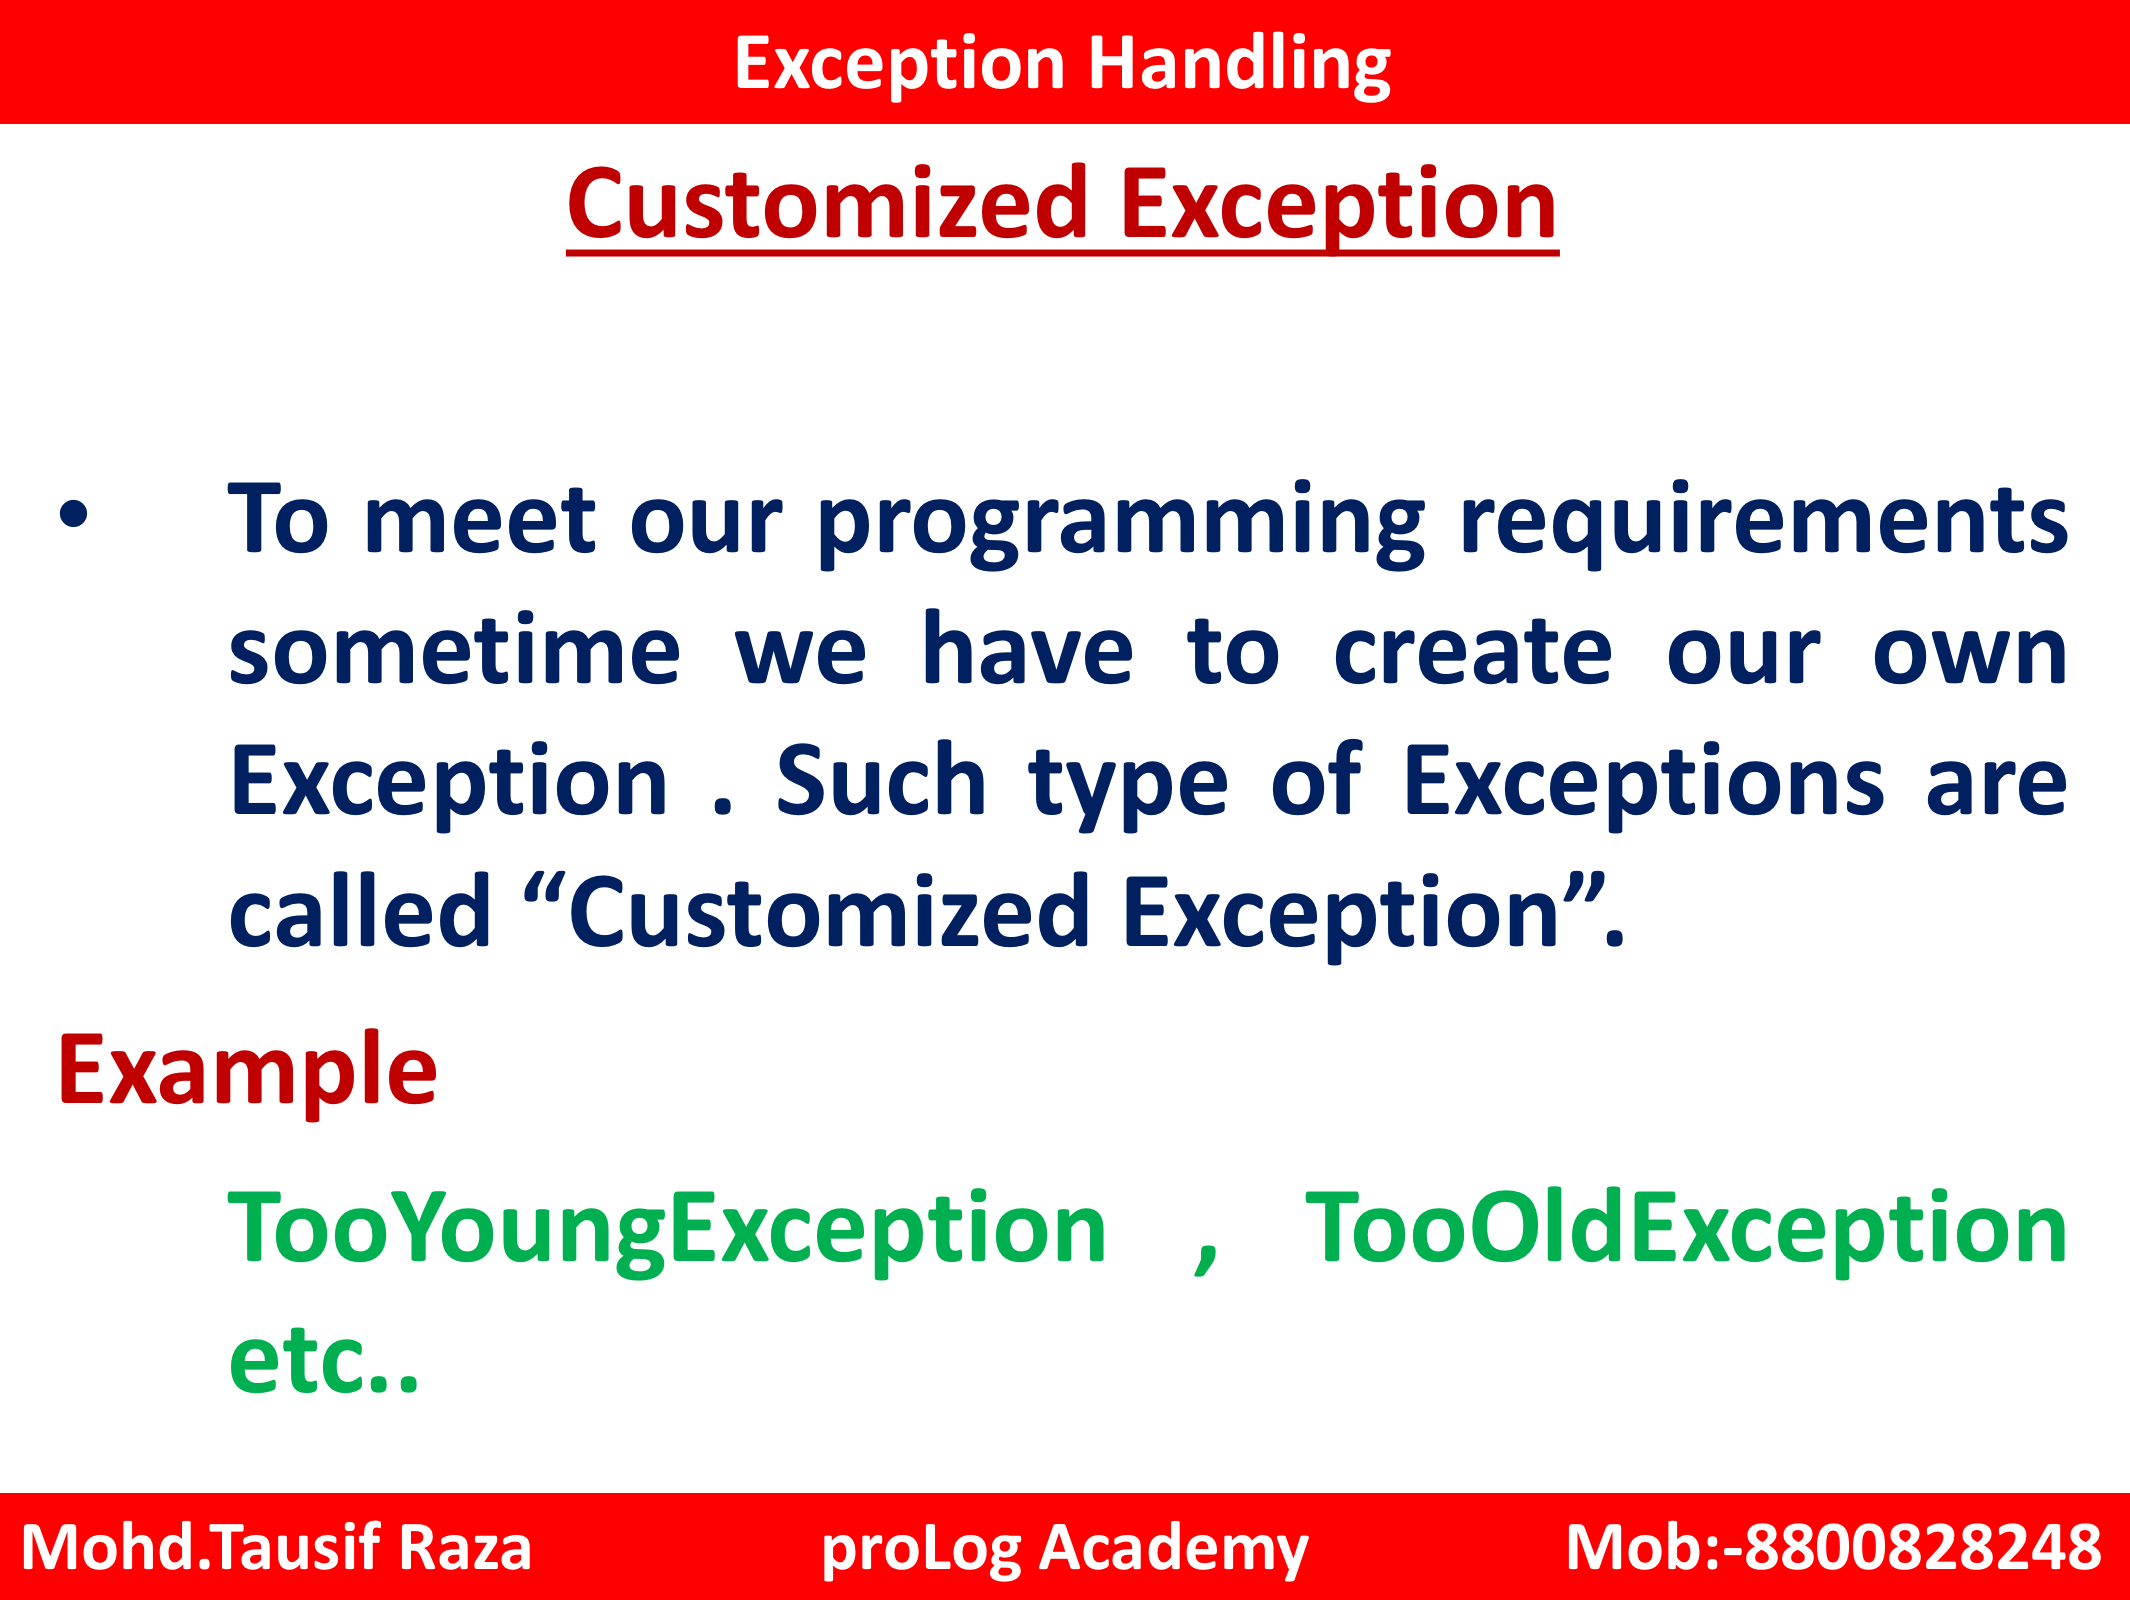 Exception Handling
Customized Exception
• To meet our programming requirements
sometime we have to create our own
Exception . Such type of Exceptions are
called “Customized Exception”.
Example
TooYoungException , TooOldException
etc..
Mohd.Tausif Raza proLog Academy Mob:-8800828248